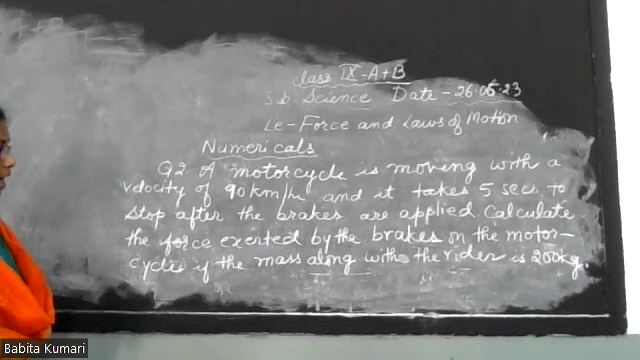 Class IX-A+B
Sub Science Date-26.05.23
Le-Force and Laws of Motion
Numericals
Q2. A motorcycle is moving with a
velocity of 90km/hr and it takes 5 secs to
stop after the brakes are applied. Calculate
the force exerted by the brakes on the motor-
cycle if the mass along with the rider is 200kg.
Babita Kumari